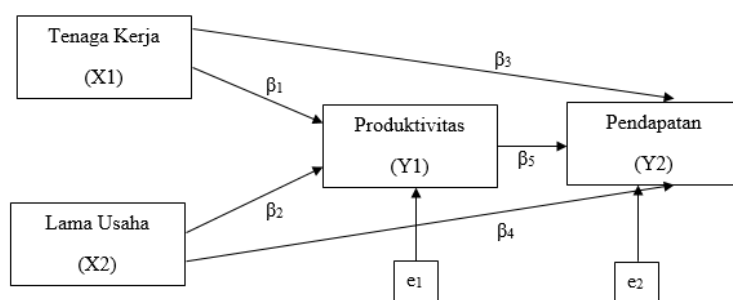 Tenaga Kerja
(X1)
β3
β1
Produktivitas
(Y1)
β5
Pendapatan
(Y2)
Lama Usaha
(X2)
β2
β4
e1
e2